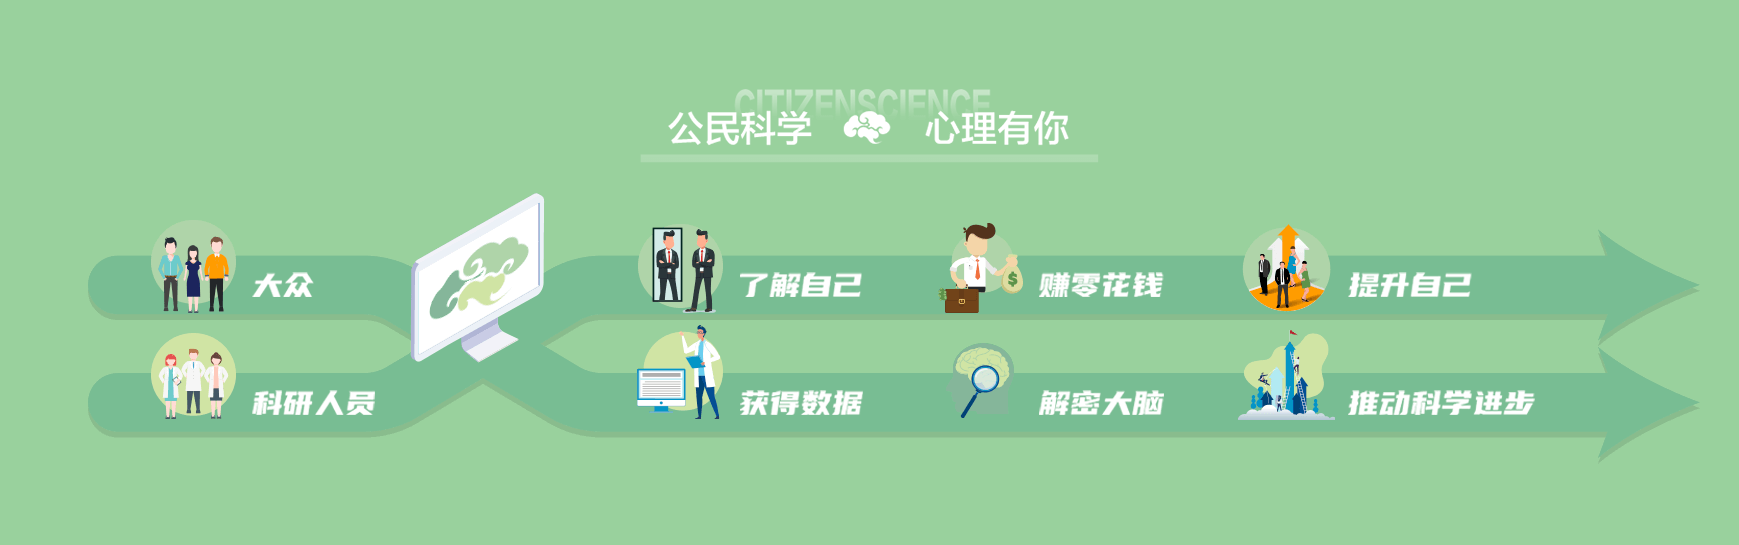 CITIZENSCIENCE
公民科学 心理有你
大众 了解自己 赚零花钱 提升自己
科研人员 获得数据 解密大脑 推动科学进步